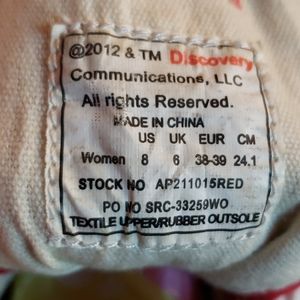 @2012 & TM Discovery
Communications, LLC
All rights Reserved.
MADE IN CHINA
US UK EUR CM
Women 8 6 38-39 24.1
STOCK NO AP211015RED
PO NO SRC-33259WO
TEXTILE UPPER/RUBBER OUTSOLE